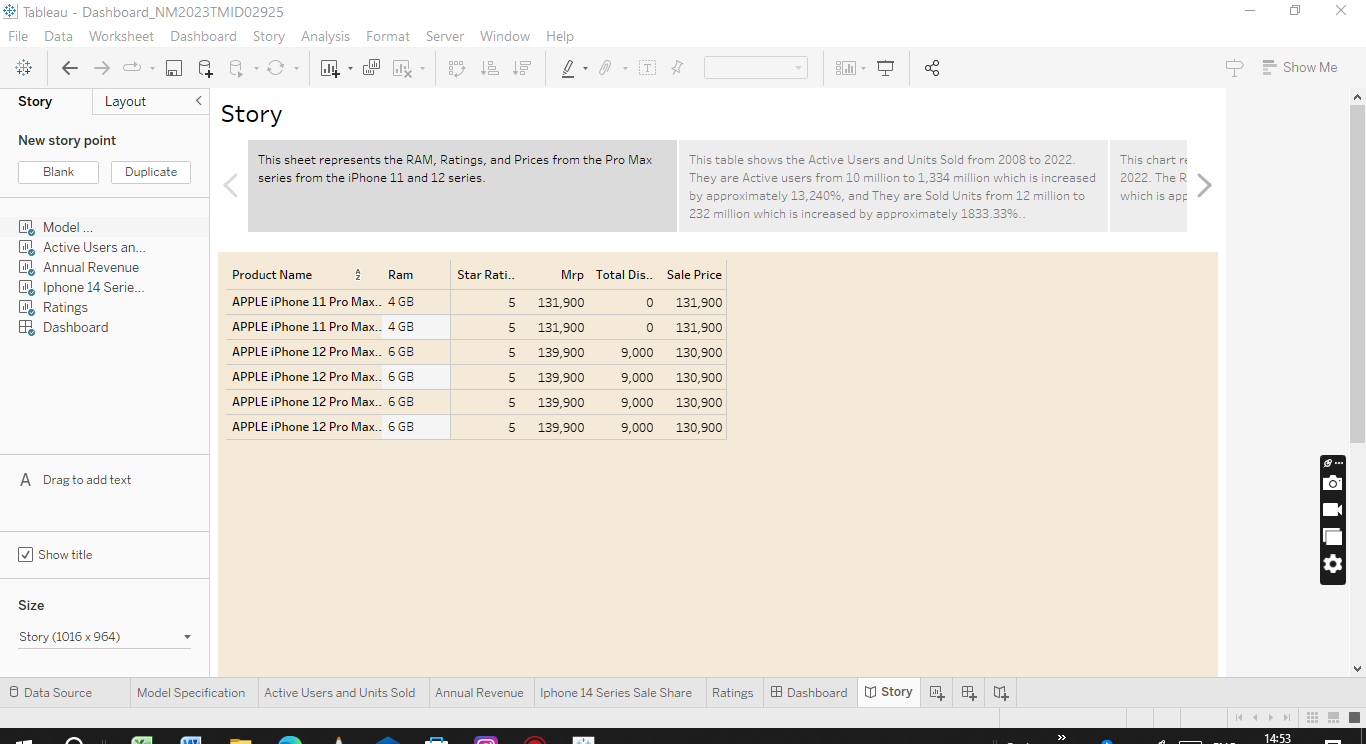 Tableau - Dashboard_NM2023TMID02925
File Data Worksheet Dashboard Story Analysis Format Server Window Help
Show Me
Story Layout
New story point
Blank Duplicate
Model ...
Active Users an...
Annual Revenue
Iphone 14 Serie...
Ratings
Dashboard
A Drag to add text
Show title
Size
Story (1016 x 964)
Story
This sheet represents the RAM, Ratings, and Prices from the Pro Max
series from the iPhone 11 and 12 series.
This table shows the Active Users and Units Sold from 2008 to 2022.
They are Active users from 10 million to 1,334 million which is increased
by approximately 13,240%, and They are Sold Units from 12 million to
232 million which is increased by approximately 1833.33%..
This chart re
2022. The R
which is app
Product Name Ram Star Rati.. Mrp Total Dis.. Sale Price
APPLE iPhone 11 Pro Max.. 4 GB 5 131,900 0 131,900
APPLE iPhone 11 Pro Max.. 4 GB 5 131,900 0 131,900
APPLE iPhone 12 Pro Max.. 6 GB 5 139,900 9,000 130,900
APPLE iPhone 12 Pro Max.. 6 GB 5 139,900 9,000 130,900
APPLE iPhone 12 Pro Max.. 6 GB 5 139,900 9,000 130,900
APPLE iPhone 12 Pro Max.. 6 GB 5 139,900 9,000 130,900
Data Source Model Specification Active Users and Units Sold Annual Revenue Iphone 14 Series Sale Share Ratings Dashboard Story
14:53